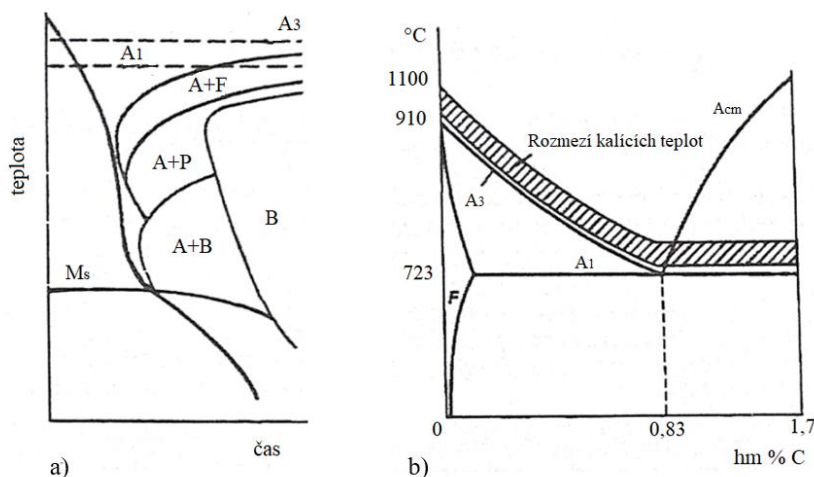 A3
A1
A+F
A+P
A+B
B
Ms
teplota
čas
a)
°C
1100
910
723
Acm
Rozmezí kalících teplot
A3
A1
F
0
0,83
1,7
hm % C
b)